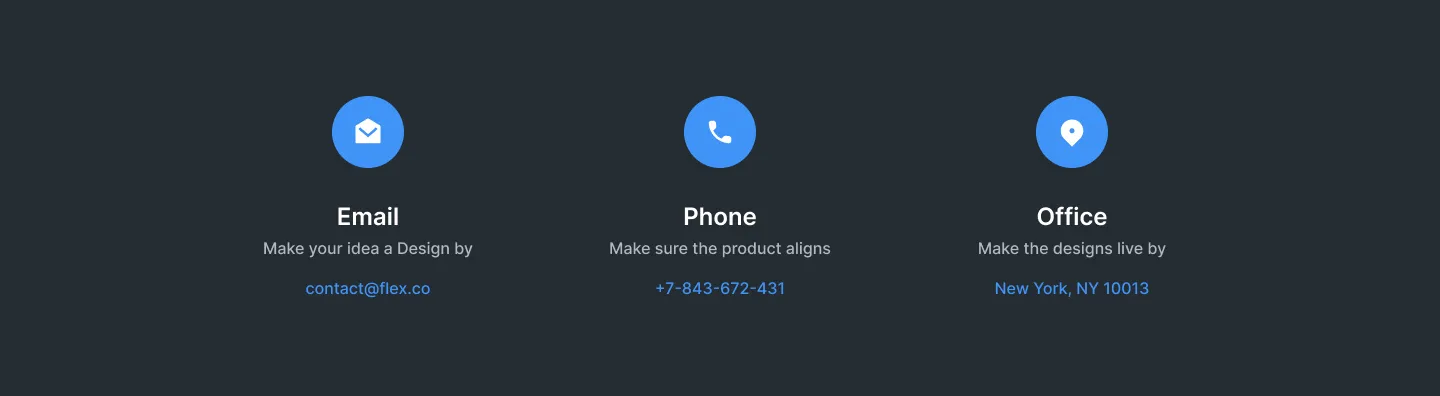 Email
Make your idea a Design by
contact@flex.co
Phone
Make sure the product aligns
+7-843-672-431
Office
Make the designs live by
New York, NY 10013